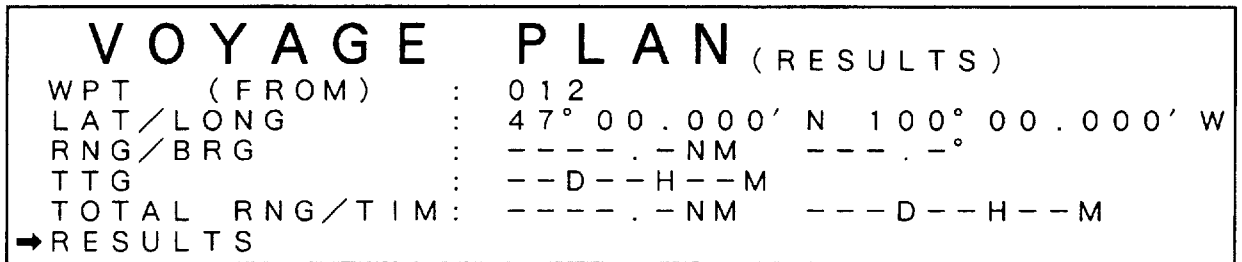 VOYAGE PLAN (RESULTS)
WPT (FROM) : 012
LAT/LONG : 47°00.000′N 100°00.000′W
RNG/BRG : ----.-NM ---.-°
TTG : --D--H--M
TOTAL RNG/TIM: ----.-NM ---D--H--M
➡RESULTS